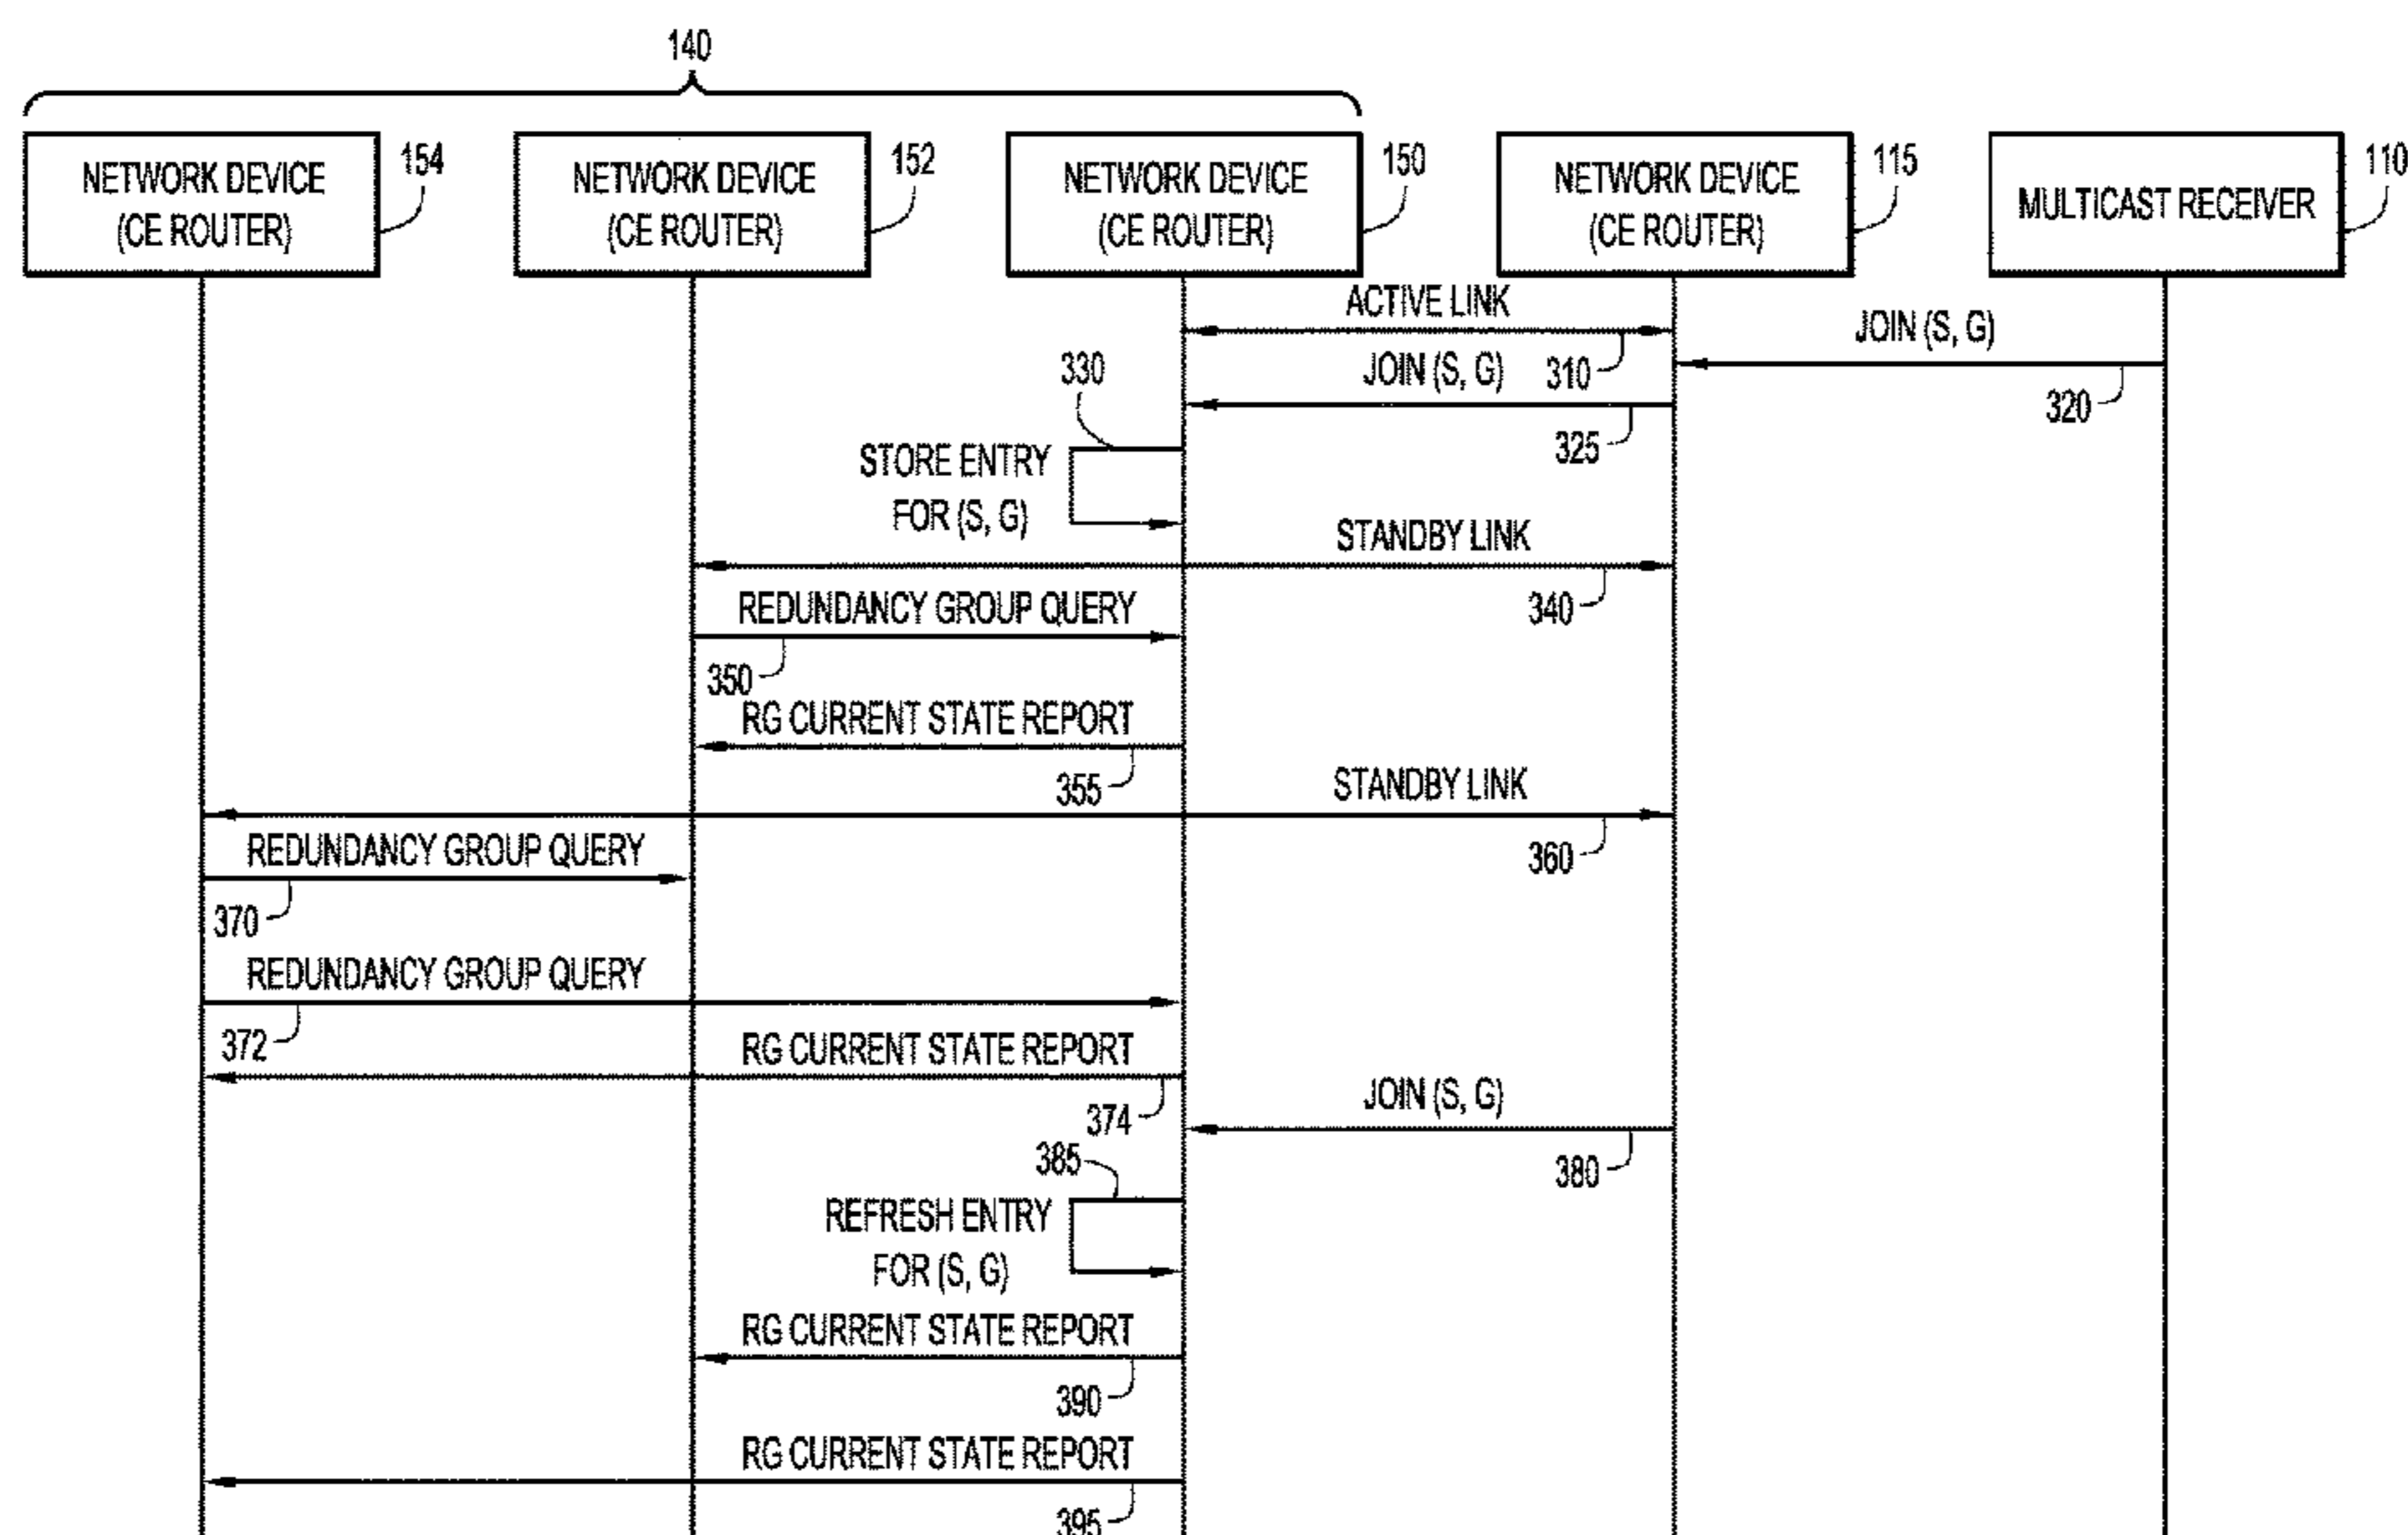 140
NETWORK DEVICE
(CE ROUTER)
154
NETWORK DEVICE
(CE ROUTER)
152
NETWORK DEVICE
(CE ROUTER)
150
NETWORK DEVICE
(CE ROUTER)
115
MULTICAST RECEIVER
110
ACTIVE LINK
310
JOIN (S, G)
320
JOIN (S, G)
325
330
STORE ENTRY
FOR (S, G)
STANDBY LINK
340
REDUNDANCY GROUP QUERY
350
RG CURRENT STATE REPORT
355
STANDBY LINK
360
REDUNDANCY GROUP QUERY
370
REDUNDANCY GROUP QUERY
372
RG CURRENT STATE REPORT
374
JOIN (S, G)
380
385
REFRESH ENTRY
FOR (S, G)
RG CURRENT STATE REPORT
390
RG CURRENT STATE REPORT
395